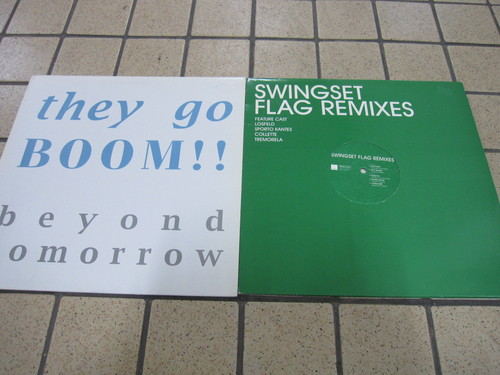 they go
BOOM!!
beyond
omorrow
SWINGSET
FLAG REMIXES
FEATURE CAST
LOSFELD
SPORTO KANTES
COLLETTE
TREMORELA
SWINGSET FLAG REMIXES